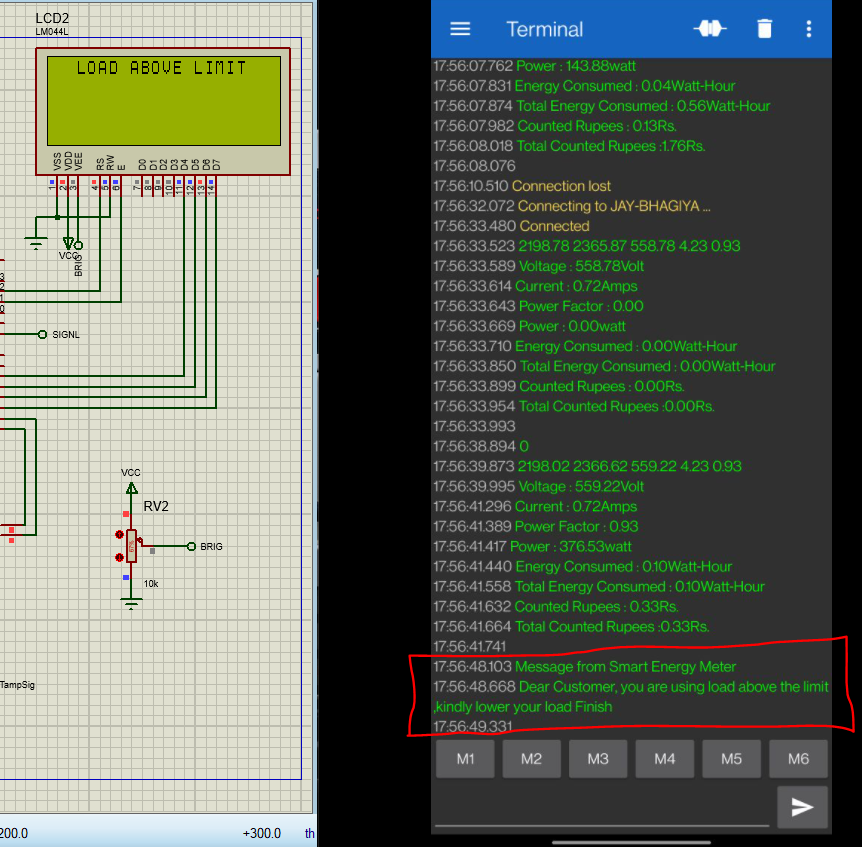 LCD2
LM044L
LOAD ABOVE LIMIT
VSS
VDD
VEE
RS
RW
E
D0
D1
D2
D3
D4
D5
D6
D7
1
2
3
4
5
6
7
8
9
10
11
12
13
14
VCC
BRIG
3
2
1
0
SIGNL
VCC
RV2
67%
BRIG
10k
TampSig
200.0
+300.0
th
Terminal
17:56:07.762 Power : 143.88watt
17:56:07.831 Energy Consumed : 0.04Watt-Hour
17:56:07.874 Total Energy Consumed : 0.56Watt-Hour
17:56:07.982 Counted Rupees : 0.13Rs.
17:56:08.018 Total Counted Rupees :1.76Rs.
17:56:08.076
17:56:10.510 Connection lost
17:56:32.072 Connecting to JAY-BHAGIYA ...
17:56:33.480 Connected
17:56:33.523 2198.78 2365.87 558.78 4.23 0.93
17:56:33.589 Voltage : 558.78Volt
17:56:33.614 Current : 0.72Amps
17:56:33.643 Power Factor : 0.00
17:56:33.669 Power : 0.00watt
17:56:33.710 Energy Consumed : 0.00Watt-Hour
17:56:33.850 Total Energy Consumed : 0.00Watt-Hour
17:56:33.899 Counted Rupees : 0.00Rs.
17:56:33.954 Total Counted Rupees :0.00Rs.
17:56:33.993
17:56:38.894 0
17:56:39.873 2198.02 2366.62 559.22 4.23 0.93
17:56:39.995 Voltage : 559.22Volt
17:56:41.296 Current : 0.72Amps
17:56:41.389 Power Factor : 0.93
17:56:41.417 Power : 376.53watt
17:56:41.440 Energy Consumed : 0.10Watt-Hour
17:56:41.558 Total Energy Consumed : 0.10Watt-Hour
17:56:41.632 Counted Rupees : 0.33Rs.
17:56:41.664 Total Counted Rupees :0.33Rs.
17:56:41.741
17:56:48.103 Message from Smart Energy Meter
17:56:48.668 Dear Customer, you are using load above the limit
,kindly lower your load Finish
17:56:49.331
M1
M2
M3
M4
M5
M6